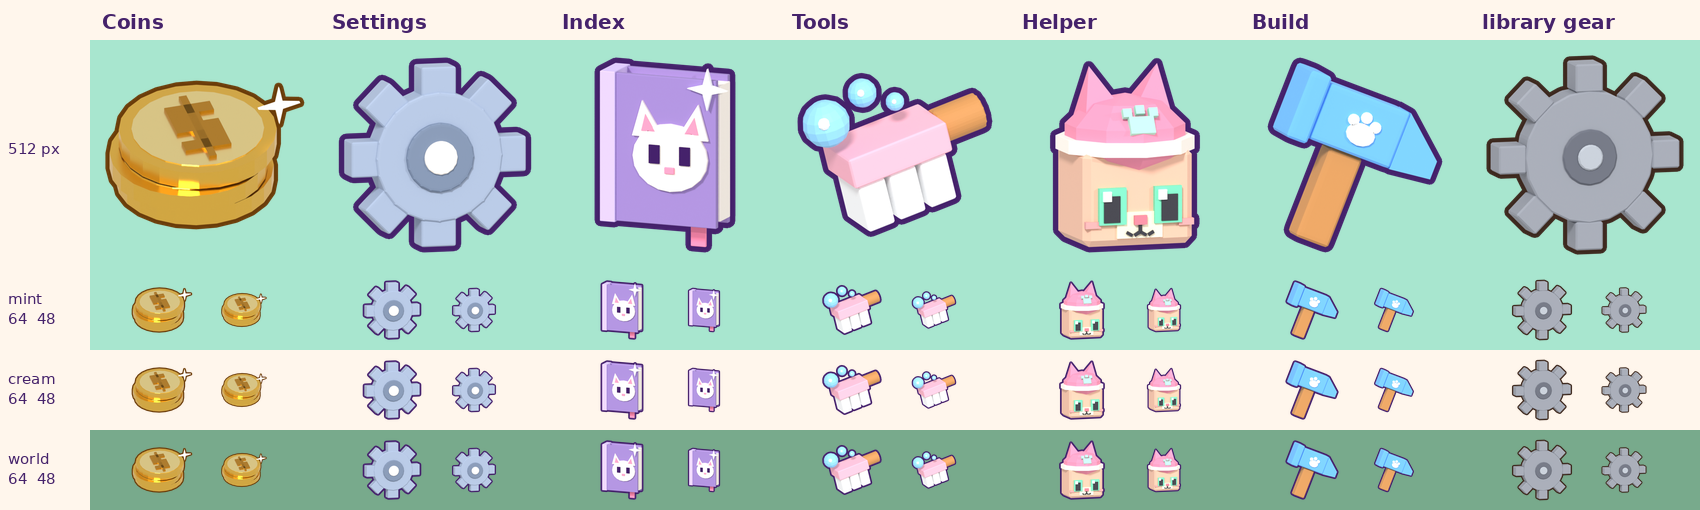 Coins Settings Index Tools Helper Build library gear
512 px
mint
64 48
cream
64 48
world
64 48